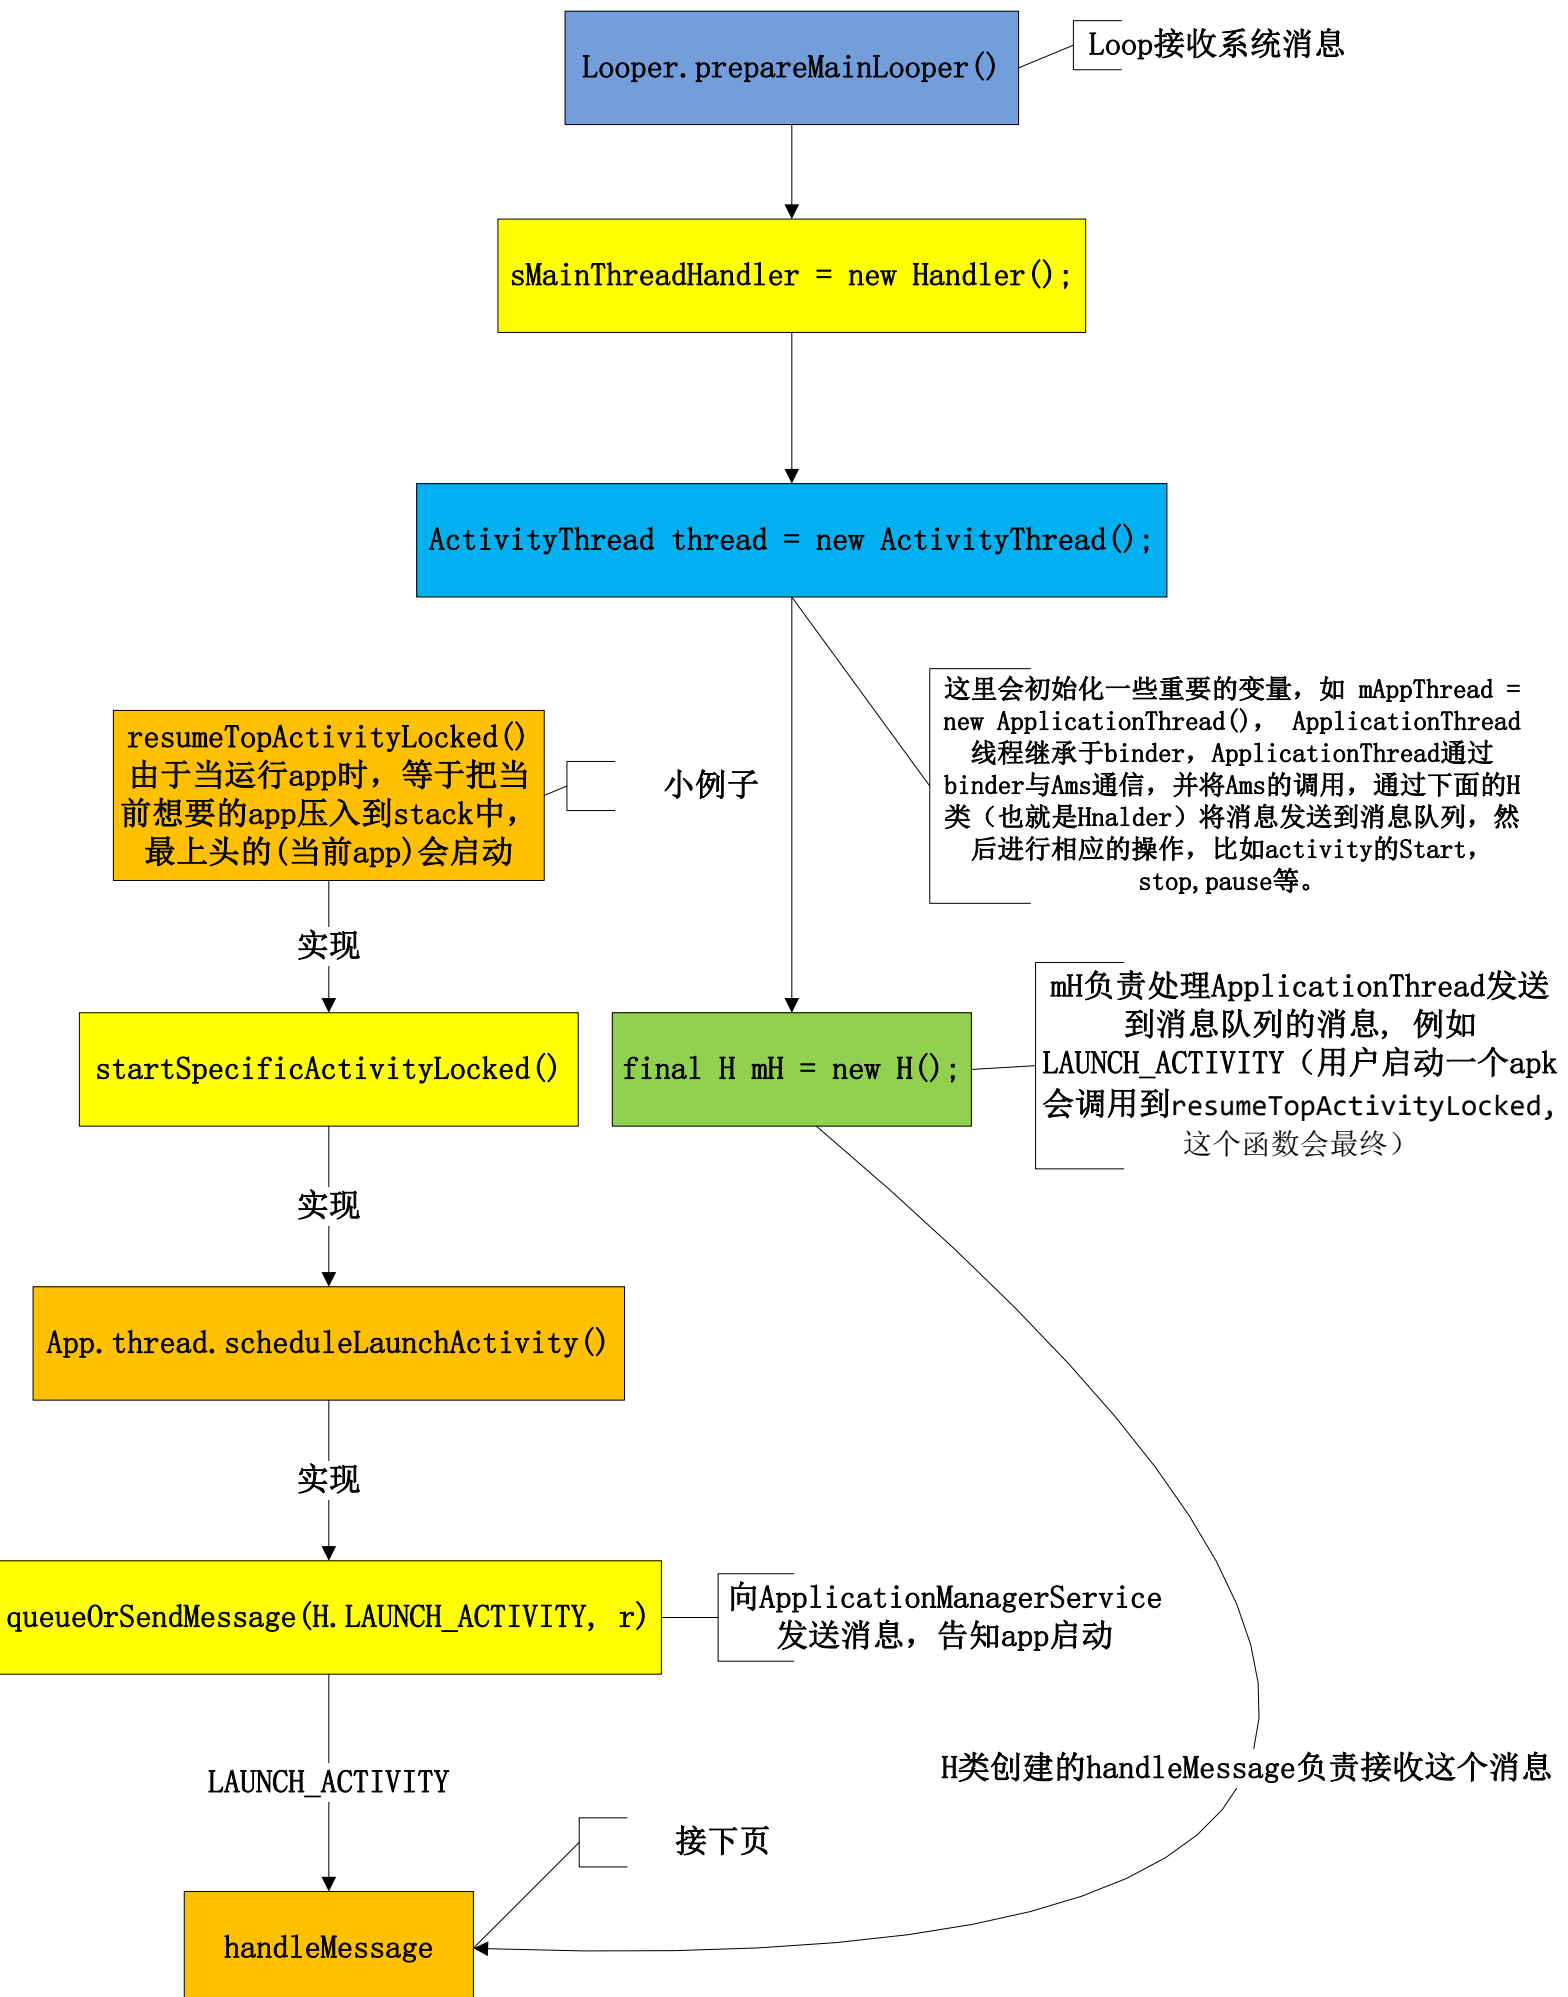 Looper.prepareMainLooper()
Loop接收系统消息
sMainThreadHandler = new Handler();
ActivityThread thread = new ActivityThread();
这里会初始化一些重要的变量，如 mAppThread =
new ApplicationThread()， ApplicationThread
线程继承于binder，ApplicationThread通过
binder与Ams通信，并将Ams的调用，通过下面的H
类（也就是Hnalder）将消息发送到消息队列，然
后进行相应的操作，比如activity的Start，
stop,pause等。
resumeTopActivityLocked()
由于当运行app时，等于把当
前想要的app压入到stack中，
最上头的(当前app)会启动
小例子
实现
startSpecificActivityLocked()
final H mH = new H();
mH负责处理ApplicationThread发送
到消息队列的消息, 例如
LAUNCH_ACTIVITY（用户启动一个apk
会调用到resumeTopActivityLocked,
这个函数会最终）
实现
App.thread.scheduleLaunchActivity()
实现
queueOrSendMessage(H.LAUNCH_ACTIVITY, r)
向ApplicationManagerService
发送消息，告知app启动
LAUNCH_ACTIVITY
H类创建的handleMessage负责接收这个消息
接下页
handleMessage